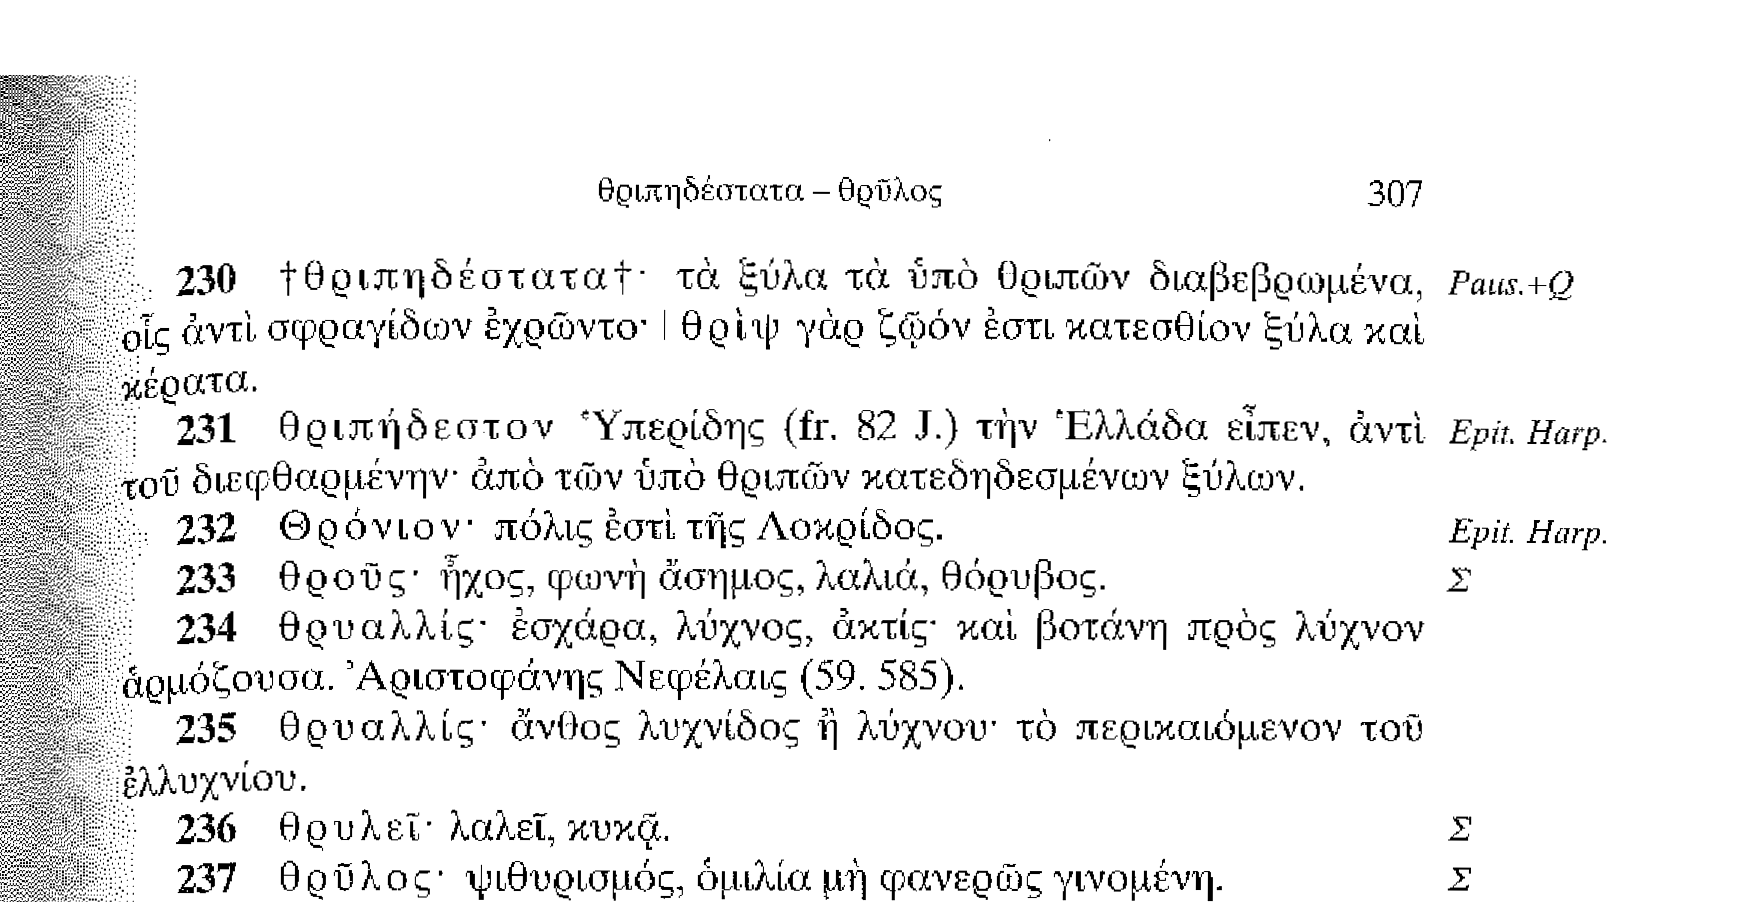 θριπηδέστατα – θρῦλος 307
230 †θριπηδέστατα†· τὰ ξύλα τὰ ὑπὸ θριπῶν διαβεβρωμένα, Paus.+Q
οἷς ἀντὶ σφραγίδων ἐχρῶντο· | θρὶψ γὰρ ζῷόν ἐστι κατεσθίον ξύλα καὶ
κέρατα.
231 θριπήδεστον Ὑπερίδης (fr. 82 J.) τὴν Ἑλλάδα εἶπεν, ἀντὶ Epit. Harp.
τοῦ διεφθαρμένην· ἀπὸ τῶν ὑπὸ θριπῶν κατεδηδεσμένων ξύλων.
232 Θρόνιον· πόλις ἐστὶ τῆς Λοκρίδος. Epit. Harp.
233 θροῦς· ἦχος, φωνὴ ἄσημος, λαλιά, θόρυβος. Σ
234 θρυαλλίς· ἐσχάρα, λύχνος, ἀκτίς· καὶ βοτάνη πρὸς λύχνον
ἁρμόζουσα. Ἀριστοφάνης Νεφέλαις (59. 585).
235 θρυαλλίς· ἄνθος λυχνίδος ἢ λύχνου· τὸ περικαιόμενον τοῦ
ἐλλυχνίου.
236 θρυλεῖ· λαλεῖ, κυκᾷ. Σ
237 θρῦλος· ψιθυρισμός, ὁμιλία μὴ φανερῶς γινομένη. Σ